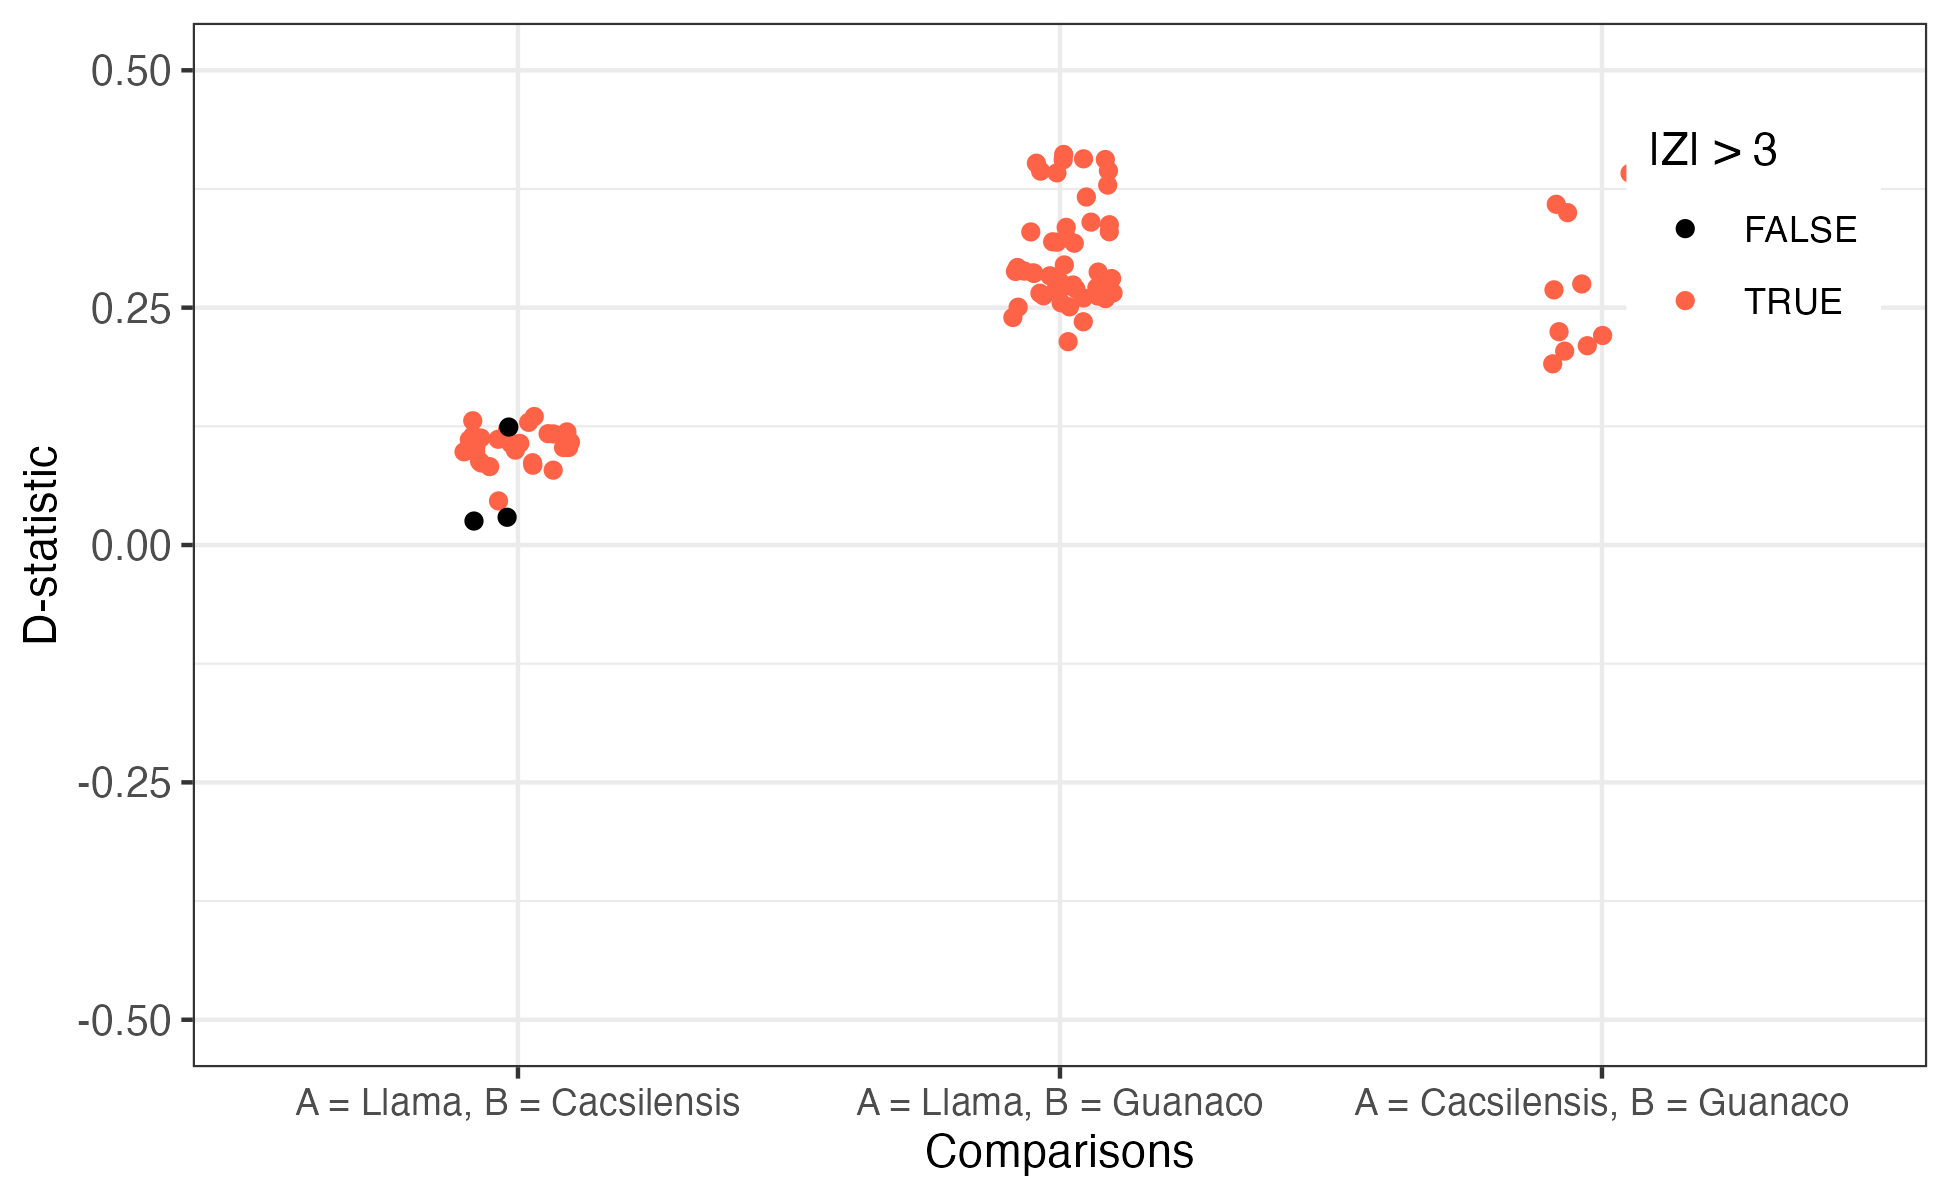 0.50
0.25
0.00
-0.25
-0.50
D-statistic
|Z| > 3
FALSE
TRUE
A = Llama, B = Cacsilensis
A = Llama, B = Guanaco
A = Cacsilensis, B = Guanaco
Comparisons